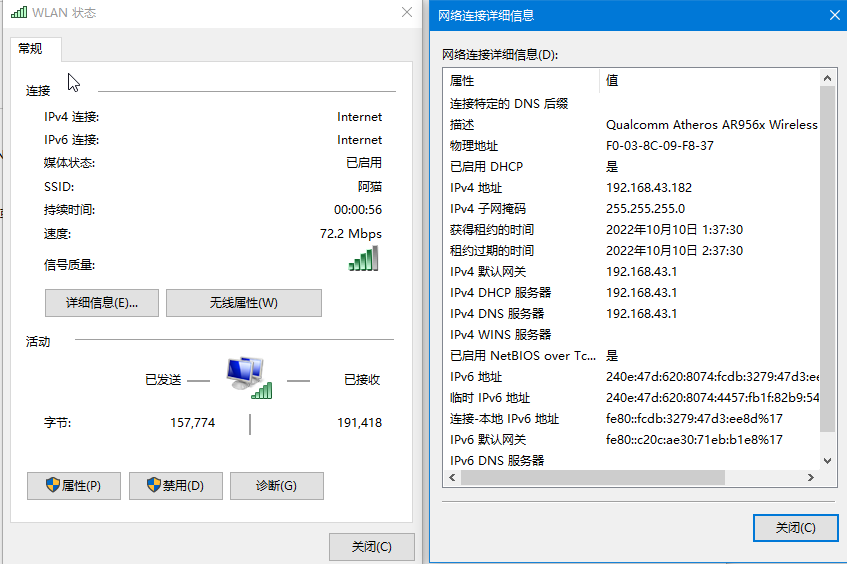 WLAN 状态
常规
连接
IPv4 连接: Internet
IPv6 连接: Internet
媒体状态: 已启用
SSID: 阿猫
持续时间: 00:00:56
速度: 72.2 Mbps
信号质量:
详细信息(E)... 无线属性(W)
活动
已发送 已接收
字节: 157,774 191,418
属性(P) 禁用(D) 诊断(G)
关闭(C)
网络连接详细信息
网络连接详细信息(D):
属性 值
连接特定的 DNS 后缀
描述 Qualcomm Atheros AR956x Wireless
物理地址 F0-03-8C-09-F8-37
已启用 DHCP 是
IPv4 地址 192.168.43.182
IPv4 子网掩码 255.255.255.0
获得租约的时间 2022年10月10日 1:37:30
租约过期的时间 2022年10月10日 2:37:30
IPv4 默认网关 192.168.43.1
IPv4 DHCP 服务器 192.168.43.1
IPv4 DNS 服务器 192.168.43.1
IPv4 WINS 服务器
已启用 NetBIOS over Tc... 是
IPv6 地址 240e:47d:620:8074:fcdb:3279:47d3:ee
临时 IPv6 地址 240e:47d:620:8074:4457:fb1f:82b9:54
连接-本地 IPv6 地址 fe80::fcdb:3279:47d3:ee8d%17
IPv6 默认网关 fe80::c20c:ae30:71eb:b1e8%17
IPv6 DNS 服务器
关闭(C)